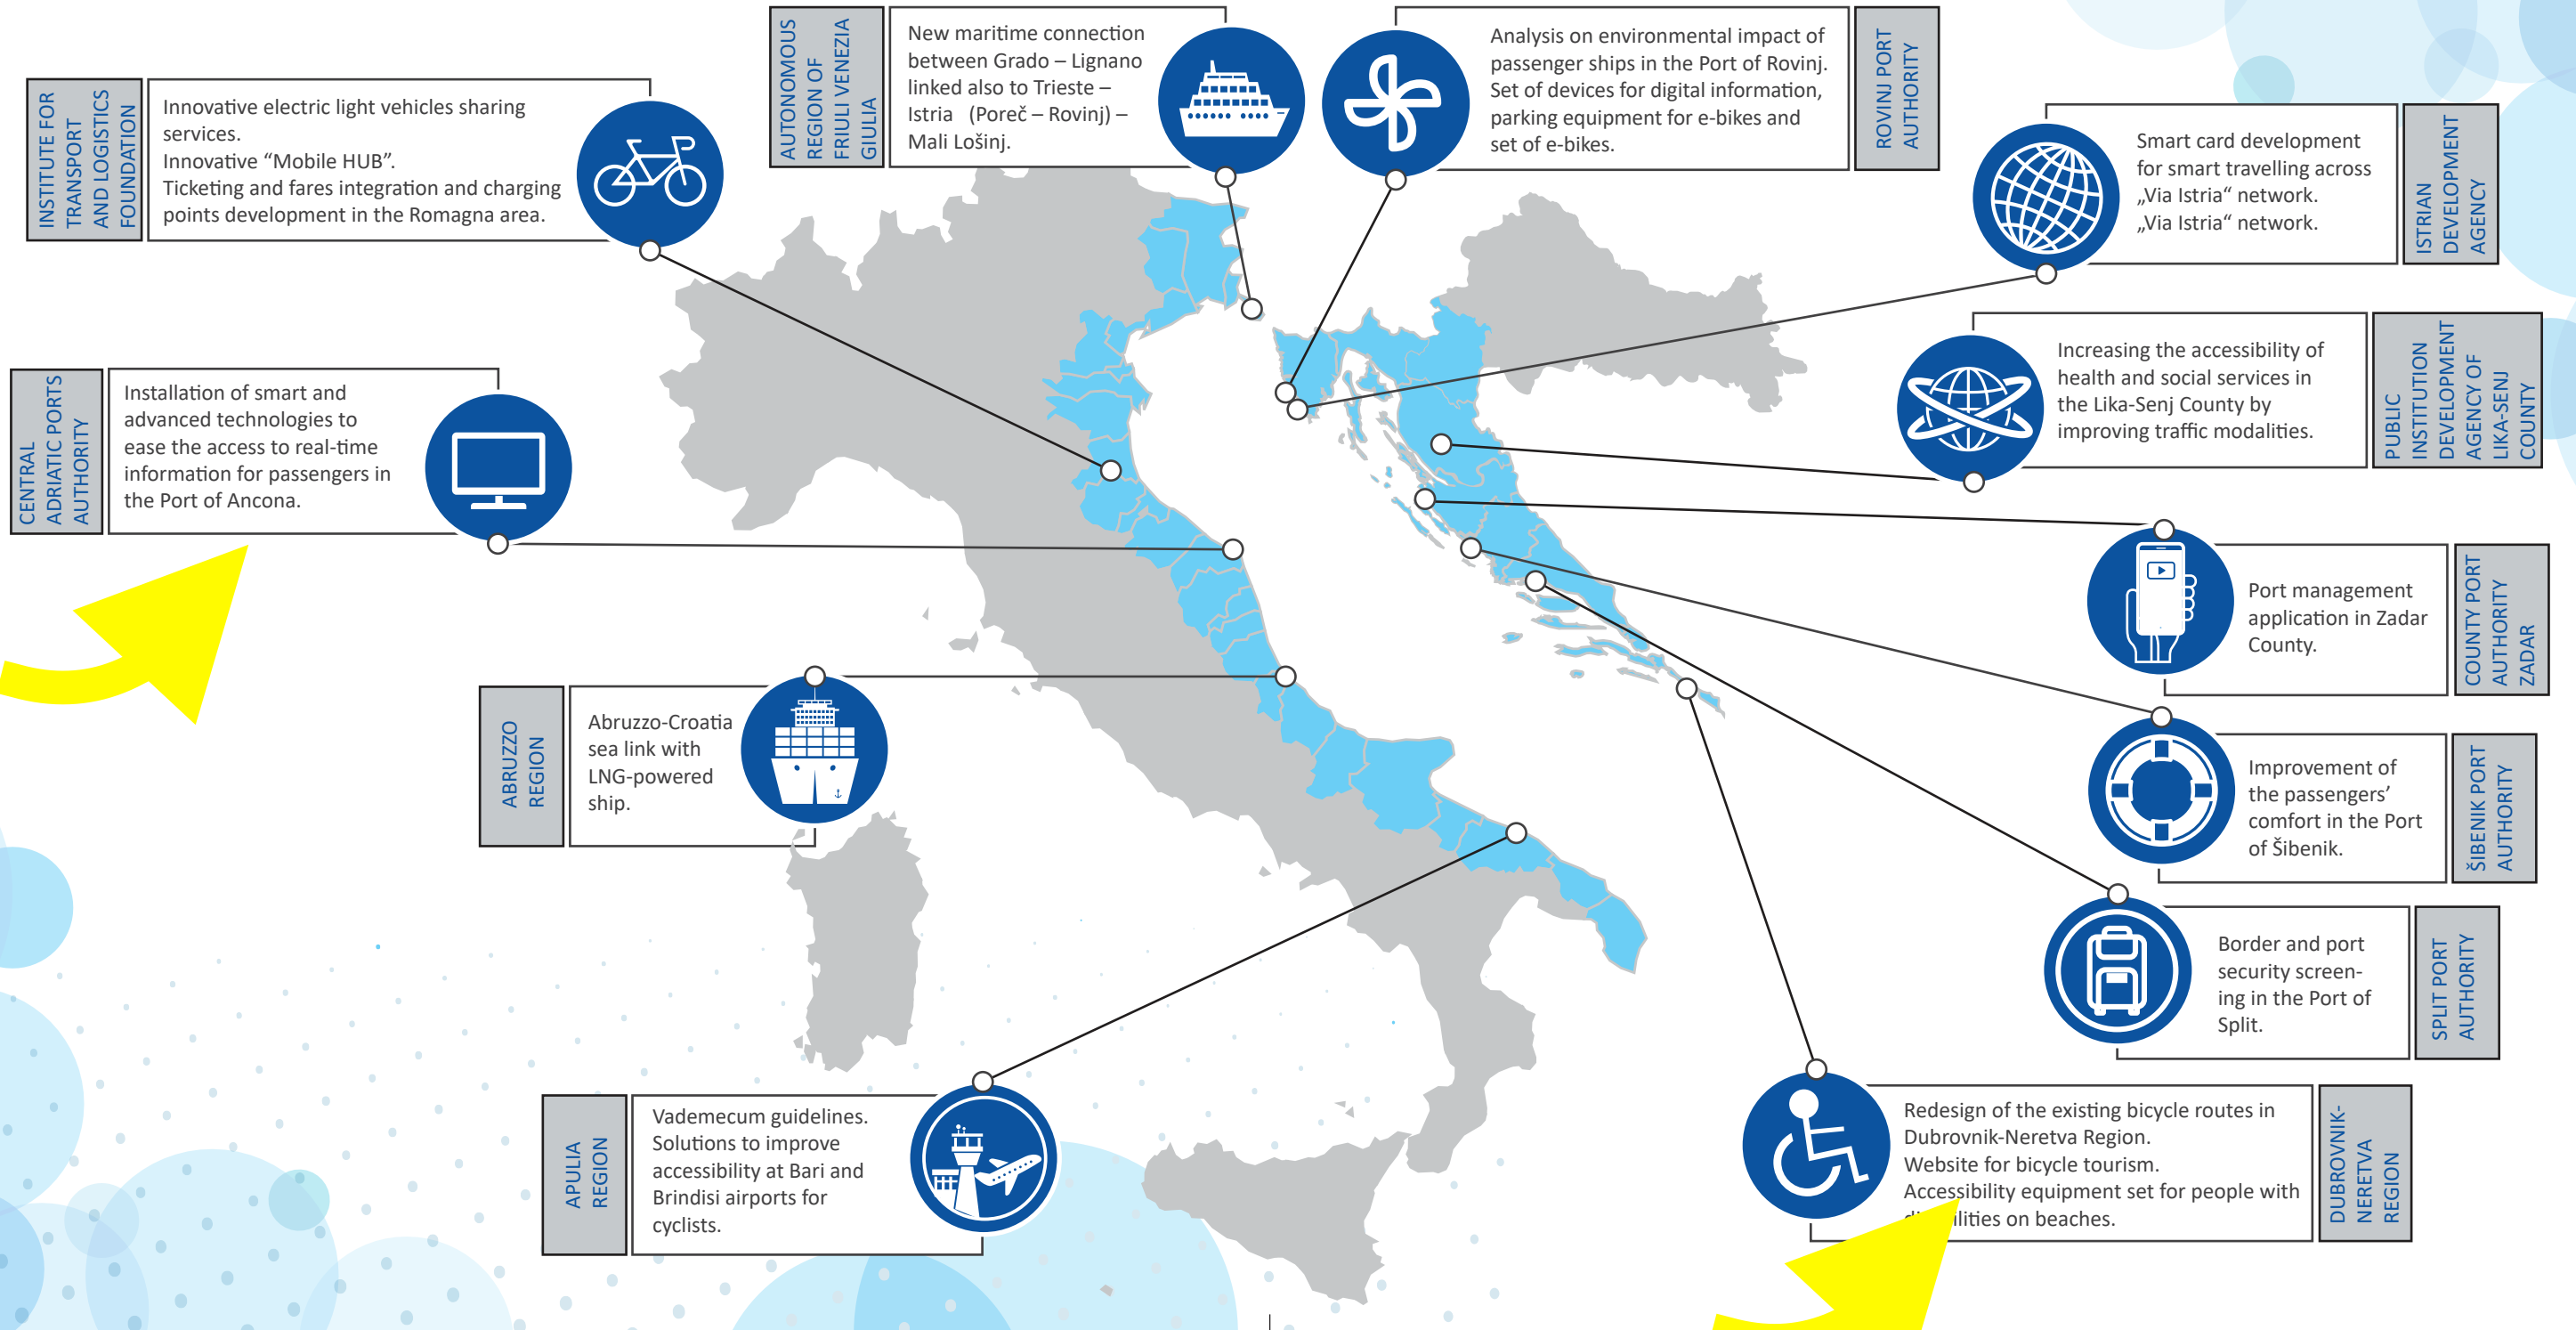 INSTITUTE FOR
TRANSPORT
AND LOGISTICS
FOUNDATION
Innovative electric light vehicles sharing
services.
Innovative “Mobile HUB”.
Ticketing and fares integration and charging
points development in the Romagna area.
AUTONOMOUS
REGION OF
FRIULI VENEZIA
GIULIA
New maritime connection
between Grado – Lignano
linked also to Trieste –
Istria (Poreč – Rovinj) –
Mali Lošinj.
Analysis on environmental impact of
passenger ships in the Port of Rovinj.
Set of devices for digital information,
parking equipment for e-bikes and
set of e-bikes.
ROVINJ PORT
AUTHORITY
Smart card development
for smart travelling across
„Via Istria“ network.
„Via Istria“ network.
ISTRIAN
DEVELOPMENT
AGENCY
CENTRAL
ADRIATIC PORTS
AUTHORITY
Installation of smart and
advanced technologies to
ease the access to real-time
information for passengers in
the Port of Ancona.
Increasing the accessibility of
health and social services in
the Lika-Senj County by
improving traffic modalities.
PUBLIC
INSTITUTION
DEVELOPMENT
AGENCY OF
LIKA-SENJ
COUNTY
Port management
application in Zadar
County.
COUNTY PORT
AUTHORITY
ZADAR
ABRUZZO
REGION
Abruzzo-Croatia
sea link with
LNG-powered
ship.
Improvement of
the passengers’
comfort in the Port
of Šibenik.
ŠIBENIK PORT
AUTHORITY
Border and port
security screen-
ing in the Port of
Split.
SPLIT PORT
AUTHORITY
APULIA
REGION
Vademecum guidelines.
Solutions to improve
accessibility at Bari and
Brindisi airports for
cyclists.
Redesign of the existing bicycle routes in
Dubrovnik-Neretva Region.
Website for bicycle tourism.
Accessibility equipment set for people with
on beaches.
DUBROVNIK-
NERETVA
REGION